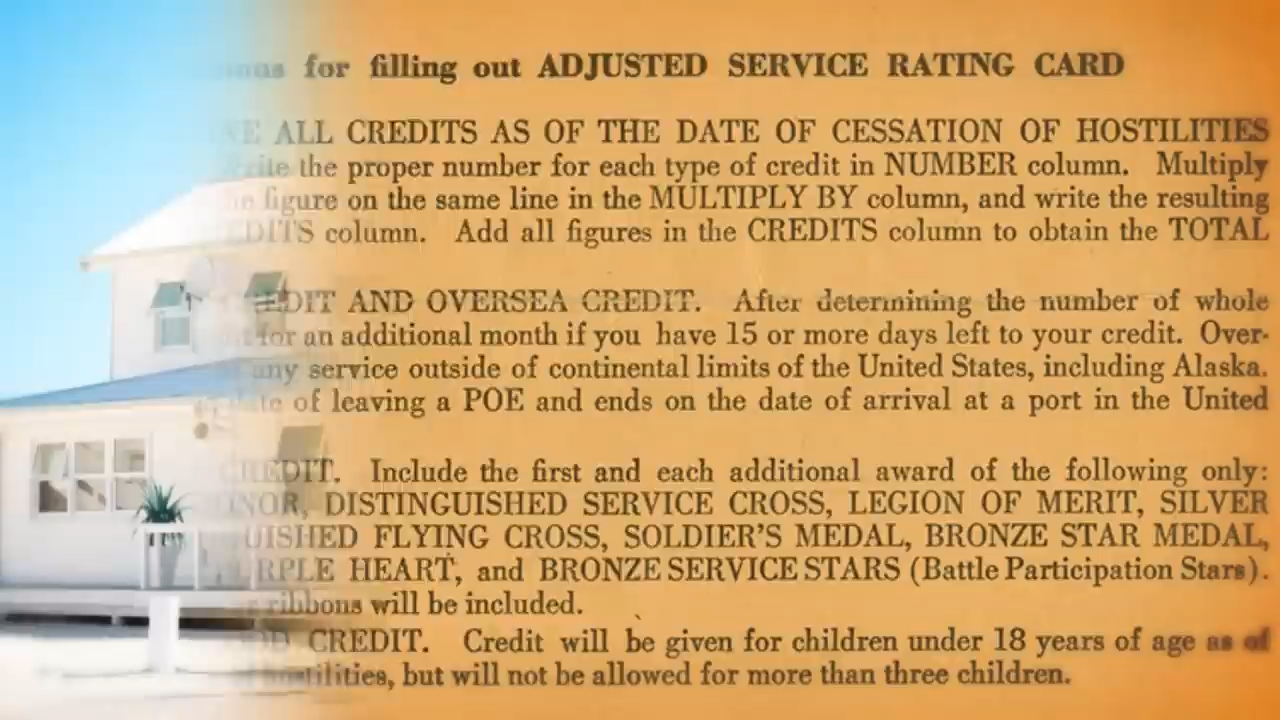 for filling out ADJUSTED SERVICE RATING CARD
ALL CREDITS AS OF THE DATE OF CESSATION OF HOSTILITIES
the proper number for each type of credit in NUMBER column. Multiply
figure on the same line in the MULTIPLY BY column, and write the resulting
column. Add all figures in the CREDITS column to obtain the TOTAL
CREDIT AND OVERSEA CREDIT. After determining the number of whole
for an additional month if you have 15 or more days left to your credit. Over-
any service outside of continental limits of the United States, including Alaska.
of leaving a POE and ends on the date of arrival at a port in the United
CREDIT. Include the first and each additional award of the following only:
DISTINGUISHED SERVICE CROSS, LEGION OF MERIT, SILVER
FLYING CROSS, SOLDIER'S MEDAL, BRONZE STAR MEDAL,
HEART, and BRONZE SERVICE STARS (Battle Participation Stars).
ribbons will be included.
CREDIT. Credit will be given for children under 18 years of age as of
but will not be allowed for more than three children.